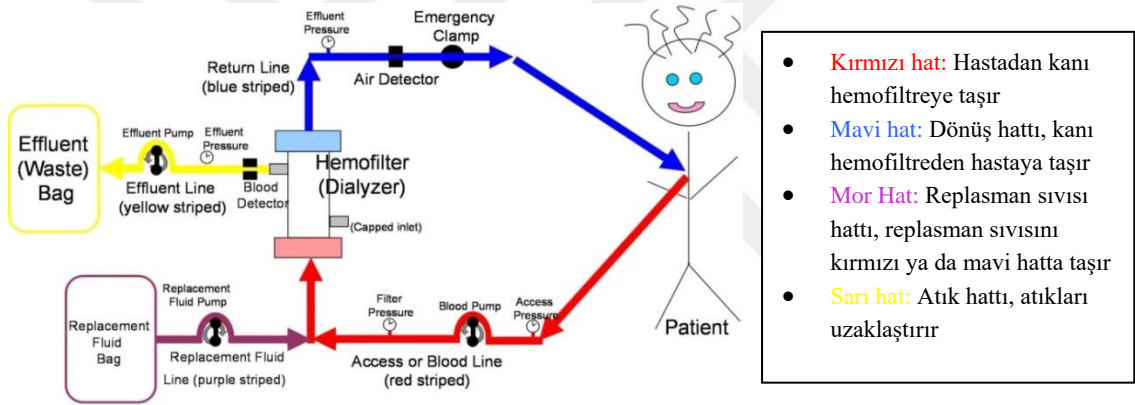 Effluent
Pressure
Emergency
Clamp
Return Line
(blue striped)
Air Detector
Effluent
(Waste)
Bag
Effluent Pump
Effluent
Pressure
Effluent Line
(yellow striped)
Blood
Detector
Hemofilter
(Dialyzer)
(Capped inlet)
Replacement
Fluid
Bag
Replacement
Fluid Pump
Replacement Fluid
Line (purple striped)
Filter
Pressure
Blood Pump
Access
Pressure
Access or Blood Line
(red striped)
Patient
• Kırmızı hat: Hastadan kanı
hemofiltreye taşır
• Mavi hat: Dönüş hattı, kanı
hemofiltreden hastaya taşır
• Mor Hat: Replasman sıvısı
hattı, replasman sıvısını
kırmızı ya da mavi hatta taşır
• Sarı hat: Atık hattı, atıkları
uzaklaştırır